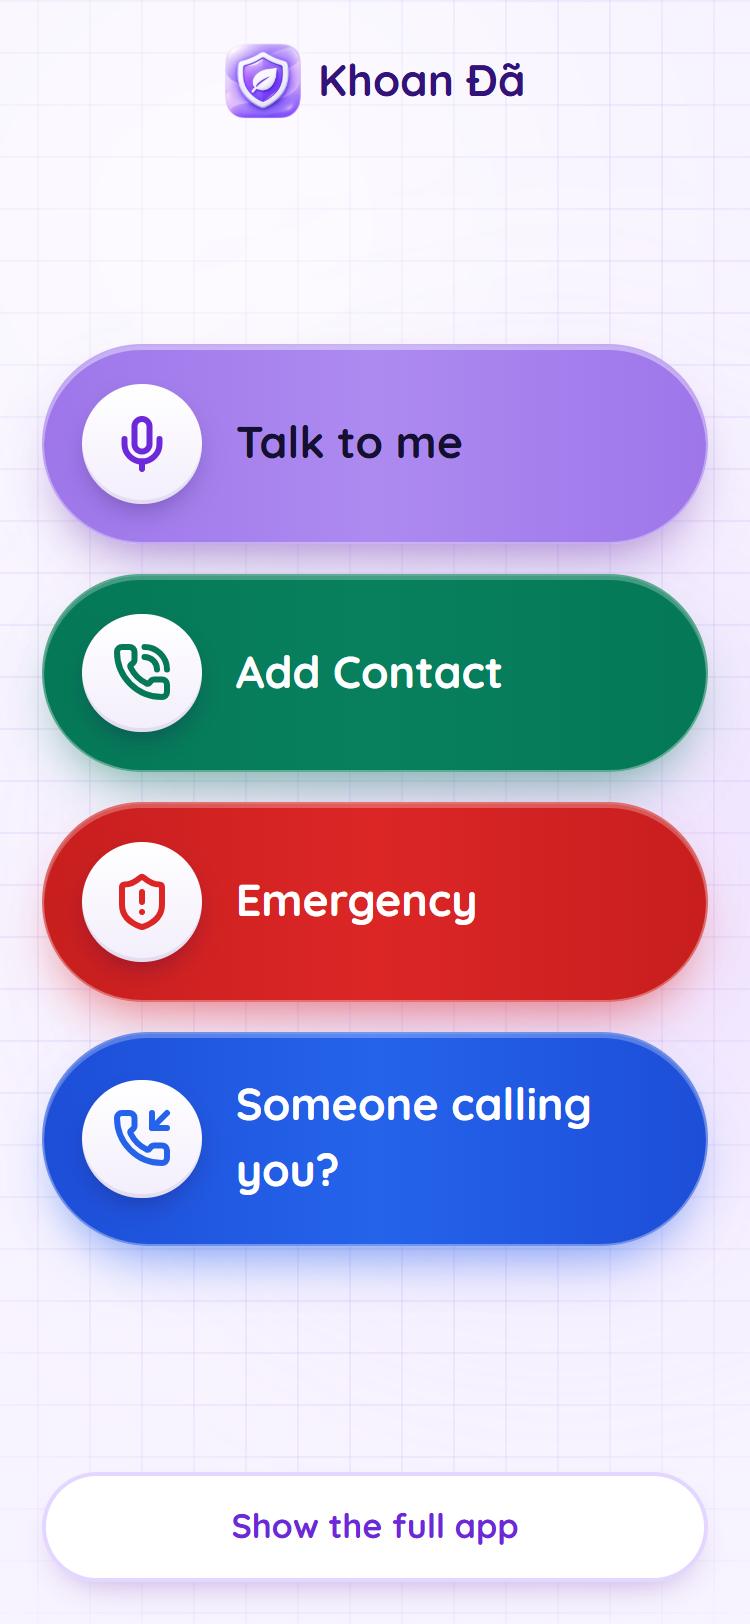 Khoan Đã
Talk to me
Add Contact
Emergency
Someone calling
you?
Show the full app